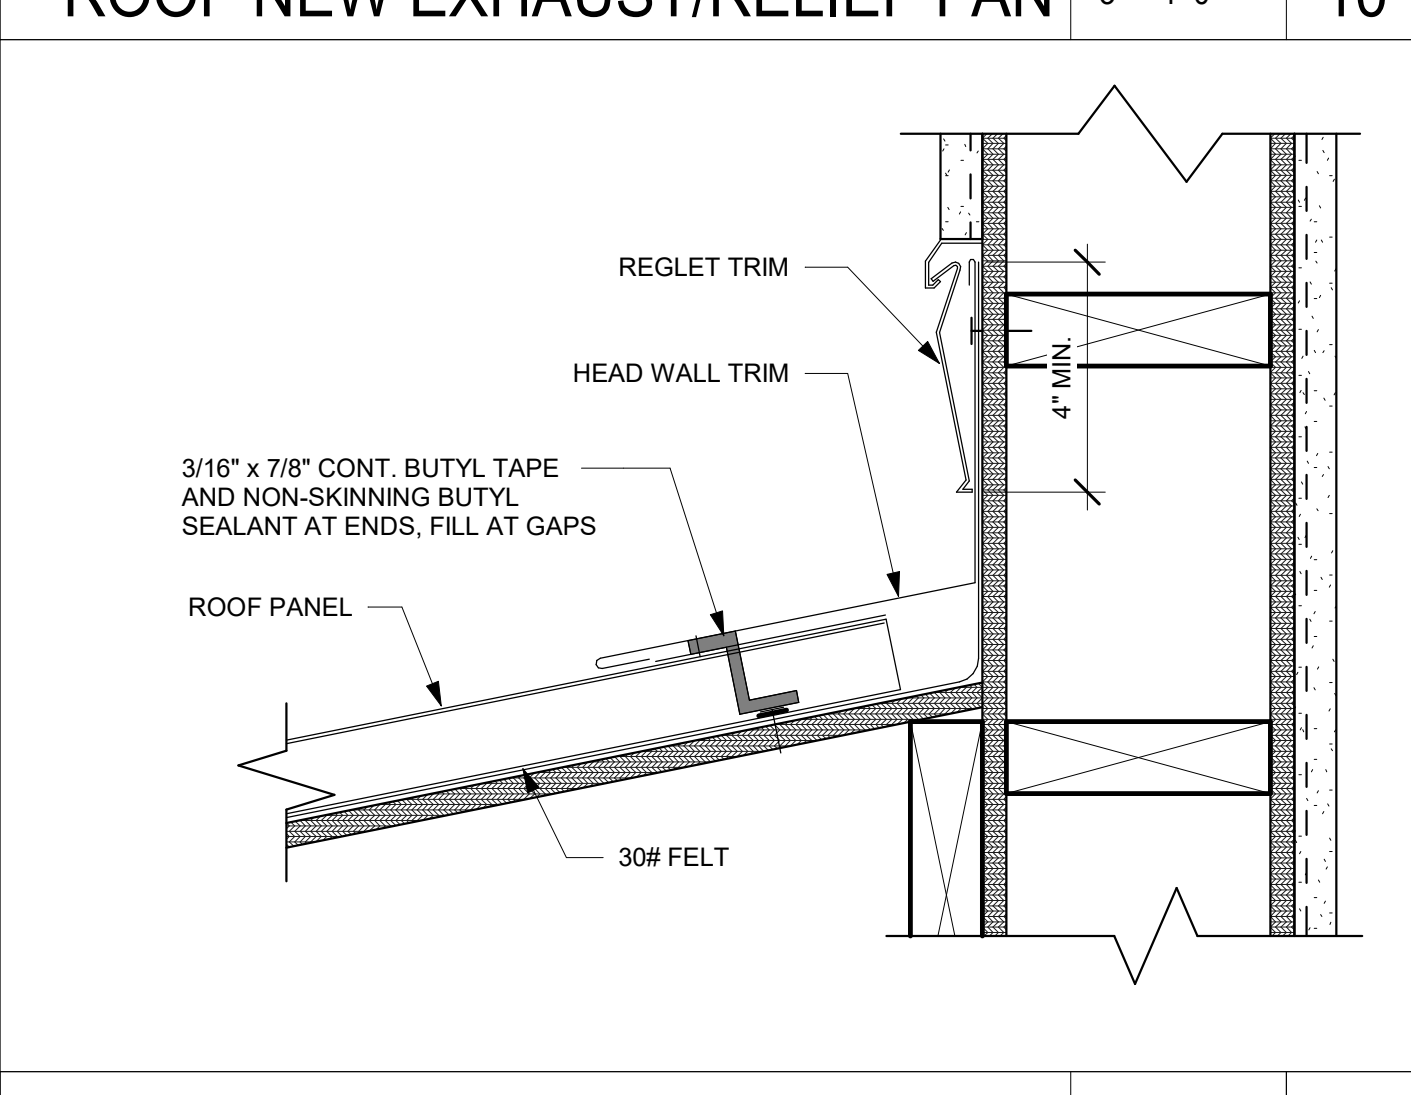 ROOF NEW EXHAUST/RELIEF FAN
10
REGLET TRIM
HEAD WALL TRIM
4" MIN.
3/16" x 7/8" CONT. BUTYL TAPE
AND NON-SKINNING BUTYL
SEALANT AT ENDS, FILL AT GAPS
ROOF PANEL
30# FELT